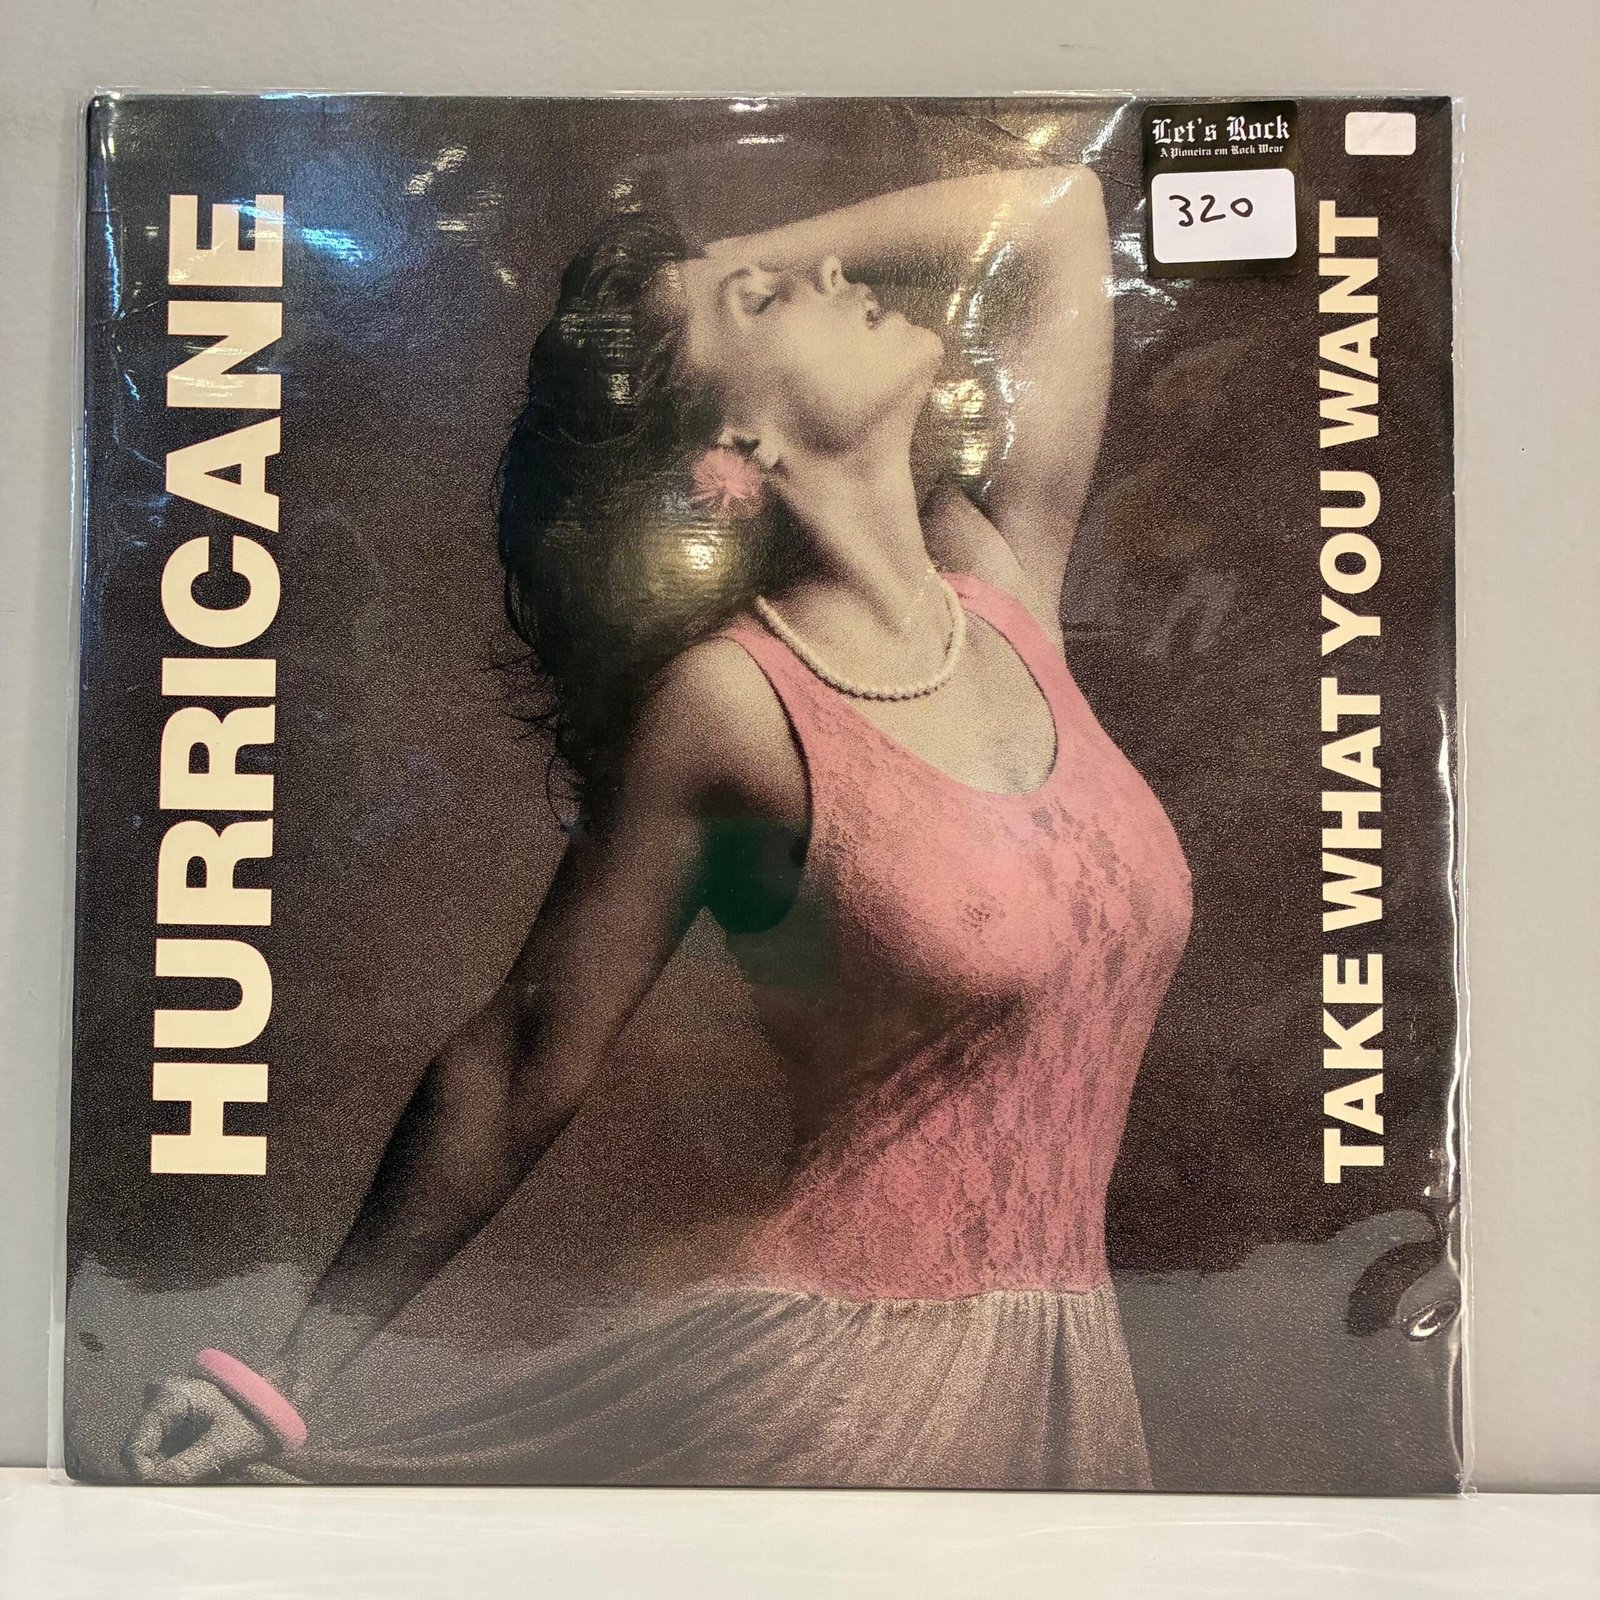 HURRICANE
Let's Rock
A Pioneira em Rock Wear
320
TAKE WHAT YOU WANT